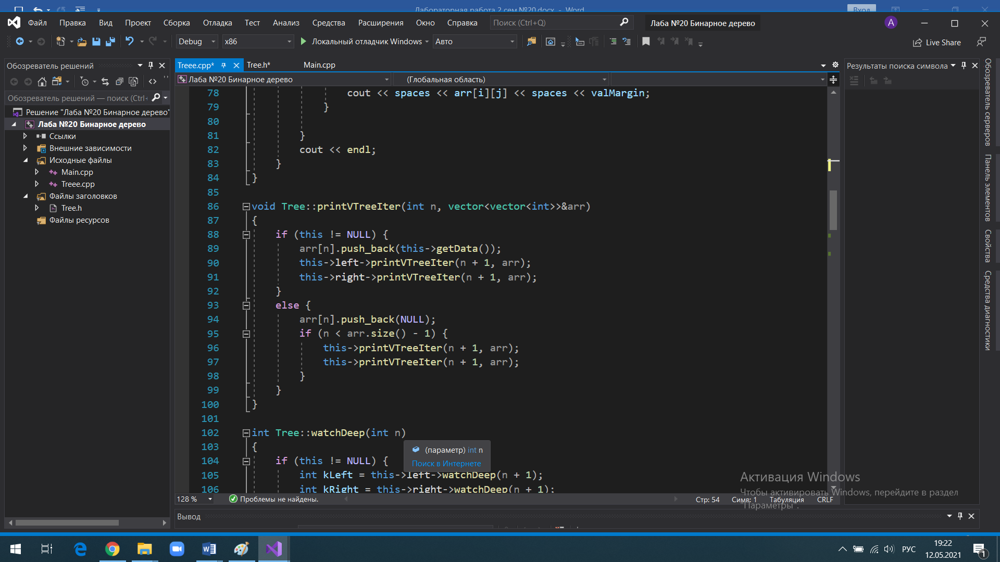 Лабораторная работа 2 сем №20.docx - Word
Вход
Файл Правка Вид Проект Сборка Отладка Тест Анализ Средства Расширения Окно Справка Поиск (Ctrl+Q) Лаба №20 Бинарное дерево A
Debug x86 Локальный отладчик Windows Авто Live Share
Обозреватель решений
Treee.cpp* Tree.h* Main.cpp
Результаты поиска символа
Лаба №20 Бинарное дерево (Глобальная область)
Обозреватель решений — поиск (Ctrl+
Решение "Лаба №20 Бинарное дерево"
Лаба №20 Бинарное дерево
Ссылки
Внешние зависимости
Исходные файлы
Main.cpp
Treee.cpp
Файлы заголовков
Tree.h
Файлы ресурсов
78 cout << spaces << arr[i][j] << spaces << valMargin;
79 }
80
81 }
82 cout << endl;
83 }
84 }
85
86 void Tree::printVTreeIter(int n, vector<vector<int>>&arr)
87 {
88 if (this != NULL) {
89 arr[n].push_back(this->getData());
90 this->left->printVTreeIter(n + 1, arr);
91 this->right->printVTreeIter(n + 1, arr);
92 }
93 else {
94 arr[n].push_back(NULL);
95 if (n < arr.size() - 1) {
96 this->printVTreeIter(n + 1, arr);
97 this->printVTreeIter(n + 1, arr);
98 }
99 }
100 }
101
102 int Tree::watchDeep(int n)
103 {
104 if (this != NULL) {
105 int kLeft = this->left->watchDeep(n + 1);
106 int kRight = this->right->watchDeep(n + 1);
(параметр) int n
Поиск в Интернете
Обозреватель серверов
Панель элементов
Свойства
Средства диагностики
Активация Windows
Чтобы активировать Windows, перейдите в раздел
"Параметры".
128 % Проблемы не найдены. Стр: 54 Симв: 1 Табуляция CRLF
Вывод
РУС
19:22
12.05.2021
1